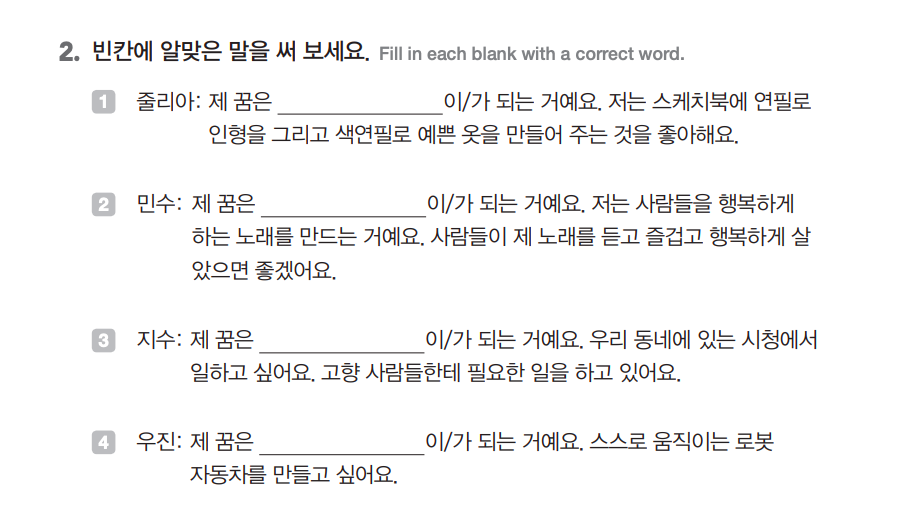 2. 빈칸에 알맞은 말을 써 보세요. Fill in each blank with a correct word.
1 줄리아: 제 꿈은 ______________이/가 되는 거예요. 저는 스케치북에 연필로
인형을 그리고 색연필로 예쁜 옷을 만들어 주는 것을 좋아해요.
2 민수: 제 꿈은 ______________이/가 되는 거예요. 저는 사람들을 행복하게
하는 노래를 만드는 거예요. 사람들이 제 노래를 듣고 즐겁고 행복하게 살
았으면 좋겠어요.
3 지수: 제 꿈은 ______________이/가 되는 거예요. 우리 동네에 있는 시청에서
일하고 싶어요. 고향 사람들한테 필요한 일을 하고 있어요.
4 우진: 제 꿈은 ______________이/가 되는 거예요. 스스로 움직이는 로봇
자동차를 만들고 싶어요.